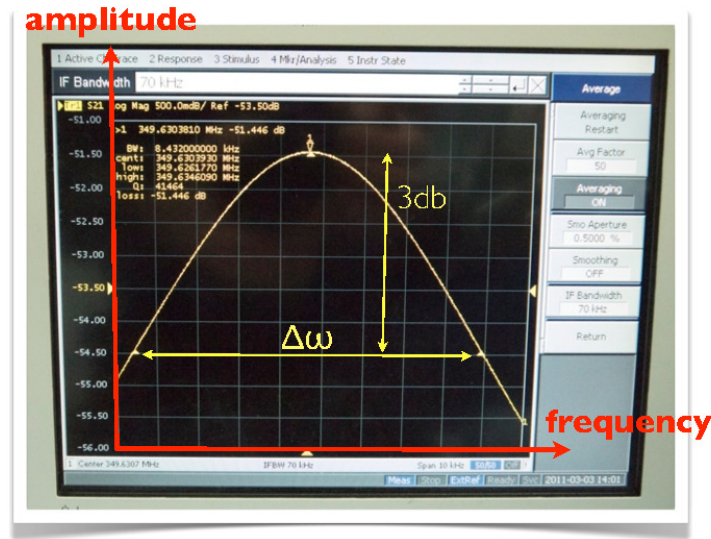 amplitude
1 Active Ch/Trace 2 Response 3 Stimulus 4 Mkr/Analysis 5 Instr State
IF Bandwidth 70 kHz
Tr1 S21 Log Mag 500.0mdB/ Ref -53.50dB
>1 349.6303810 MHz -51.446 dB
BW: 8.432000000 kHz
cent: 349.6303930 MHz
low: 349.6261770 MHz
high: 349.6346090 MHz
Q: 41464
loss: -51.446 dB
1
-51.00
-51.50
-52.00
-52.50
-53.00
-53.50
-54.00
-54.50
-55.00
-55.50
-56.00
3db
Δω
Average
Averaging
Restart
Avg Factor
50
Averaging
ON
Smo Aperture
0.5000 %
Smoothing
OFF
IF Bandwidth
70 kHz
Return
frequency
1 Center 349.6307 MHz IFBW 70 kHz Span 10 kHz
Meas Stop ExtRef Ready Svc 2011-03-03 14:01